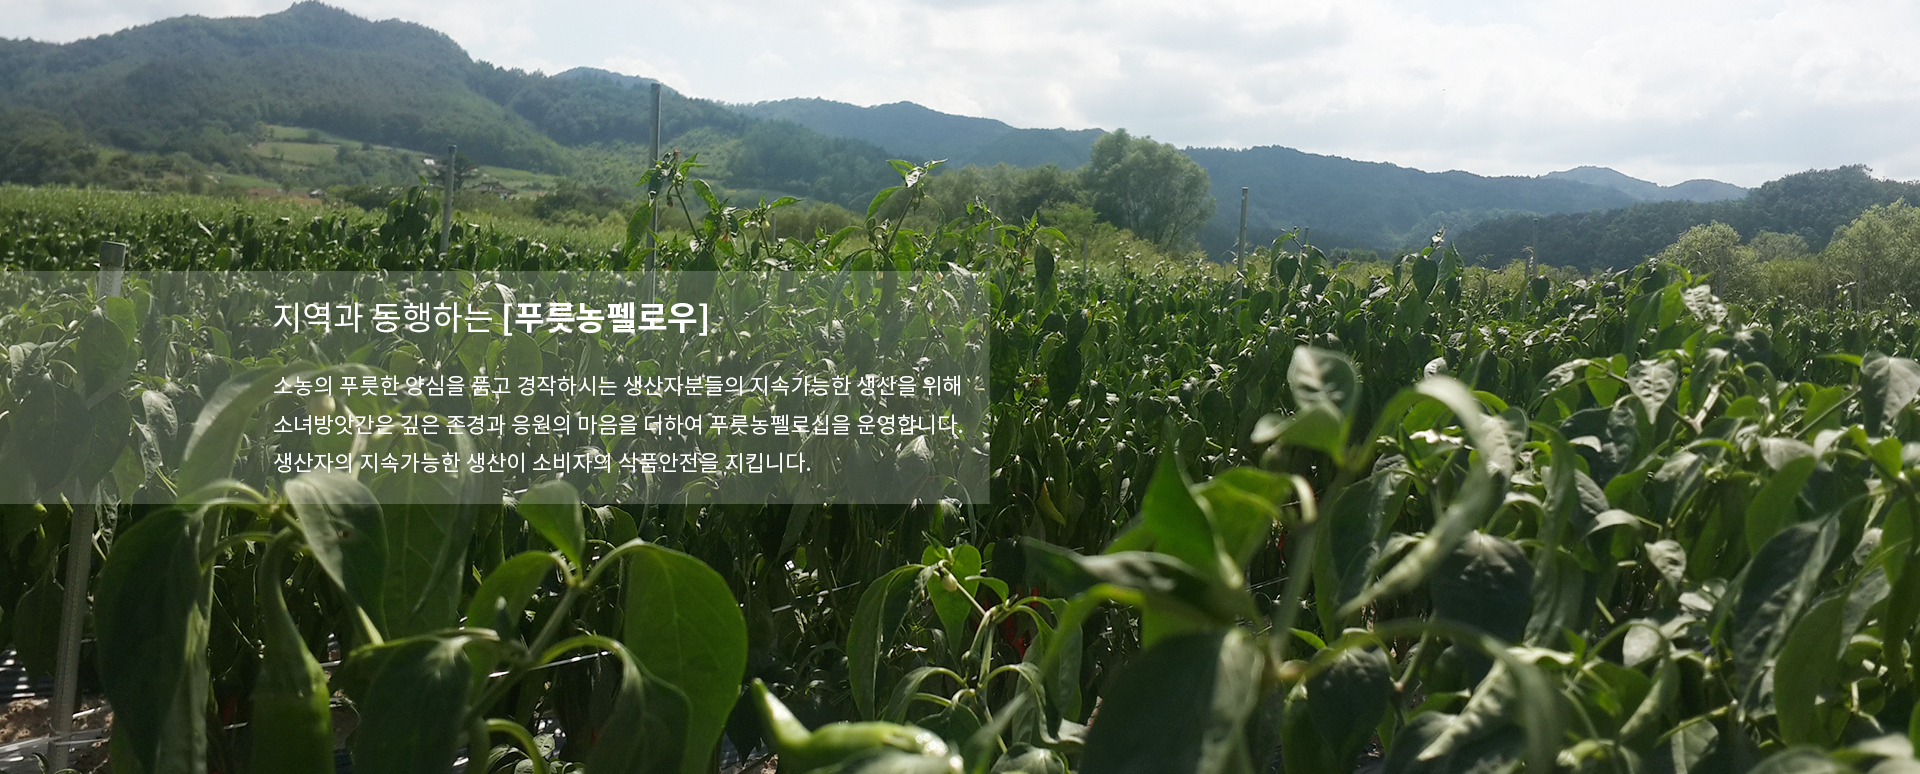 지역과 동행하는 [푸릇농펠로우]
소농의 푸릇한 양심을 품고 경작하시는 생산자분들의 지속가능한 생산을 위해
소녀방앗간은 깊은 존경과 응원의 마음을 더하여 푸릇농펠로십을 운영합니다.
생산자의 지속가능한 생산이 소비자의 식품안전을 지킵니다.